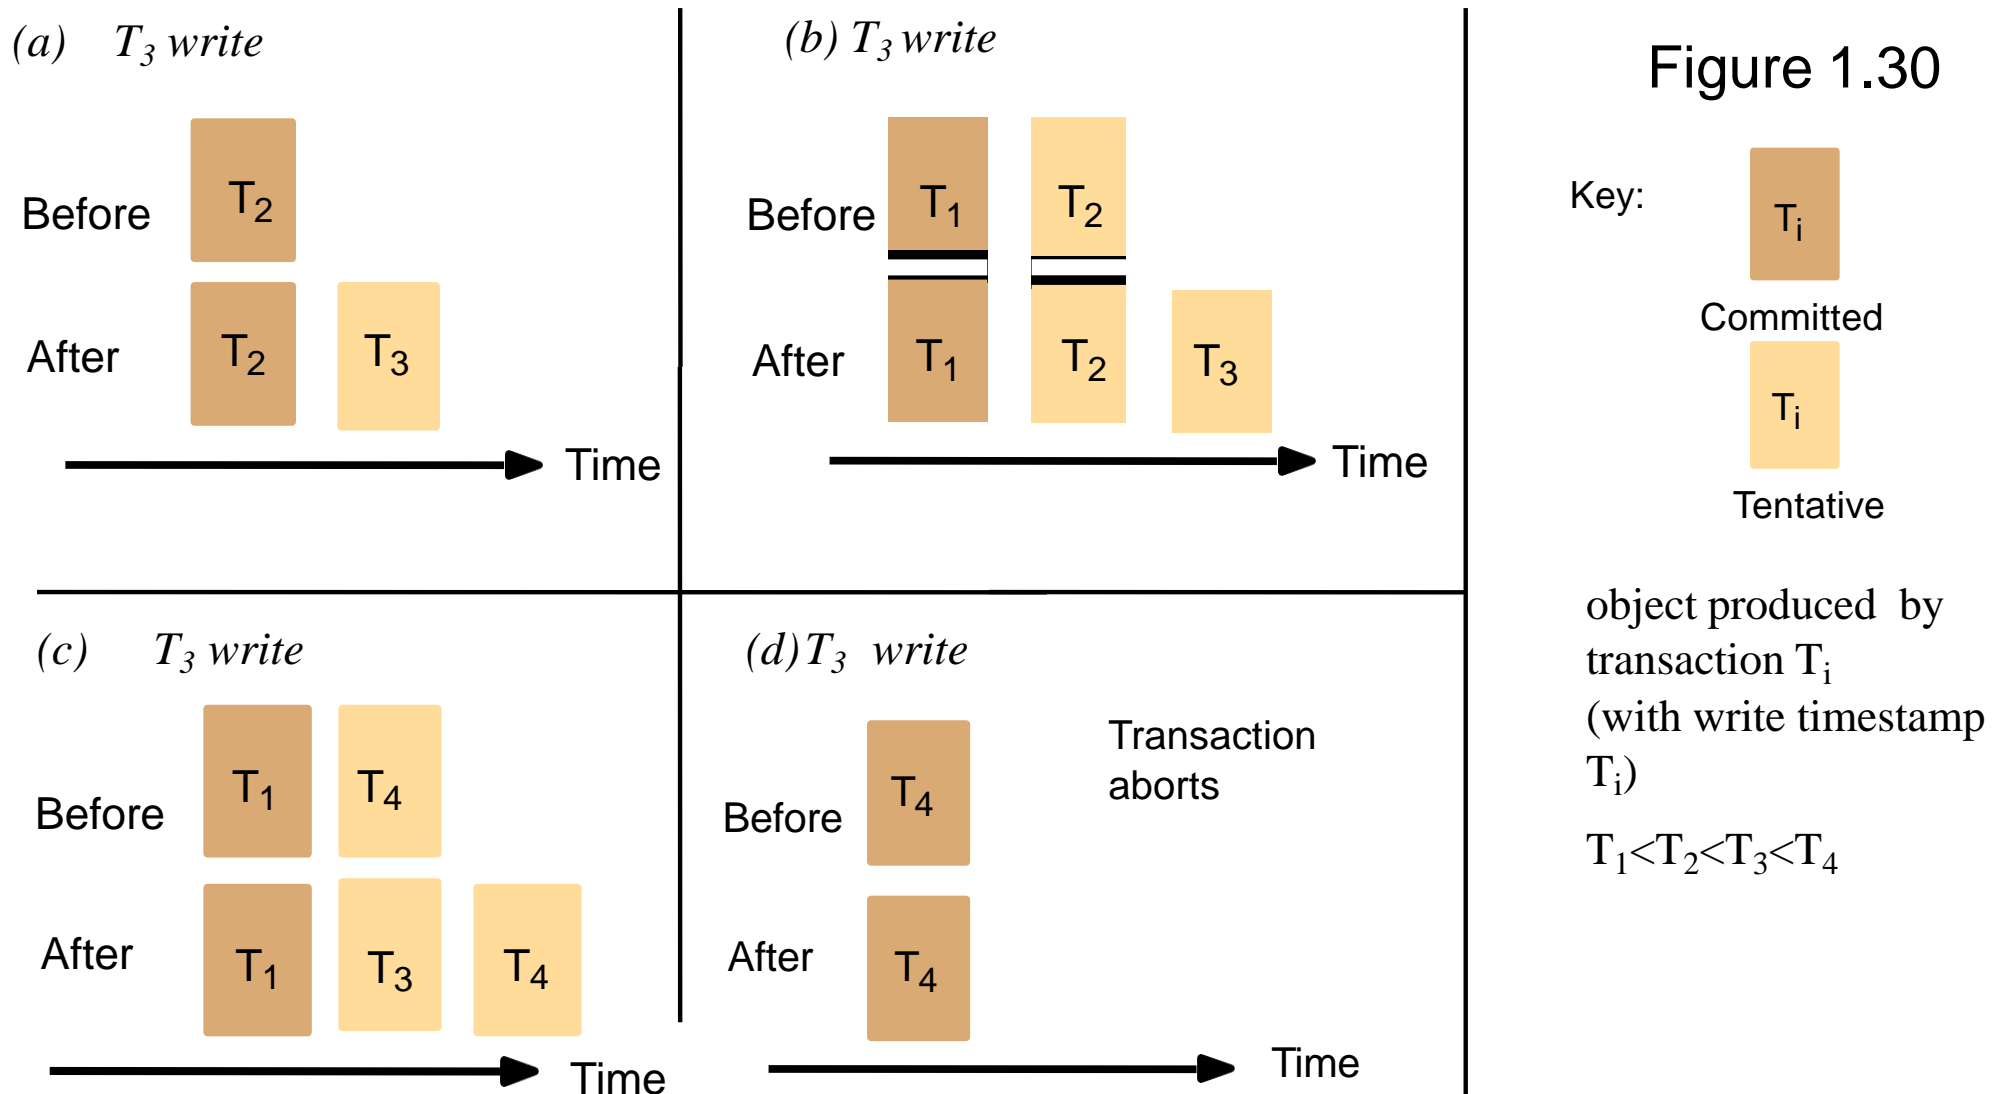 (a) T₃ write
Before
T₂
After
T₂ T₃
Time
(b) T₃ write
Before
T₁ T₂
After
T₁ T₂ T₃
Time
Figure 1.30
Key:
Tᵢ
Committed
Tᵢ
Tentative
object produced by
transaction Tᵢ
(with write timestamp
Tᵢ)
T₁<T₂<T₃<T₄
(c) T₃ write
Before
T₁ T₄
After
T₁ T₃ T₄
Time
(d) T₃ write
Transaction
aborts
Before
T₄
After
T₄
Time